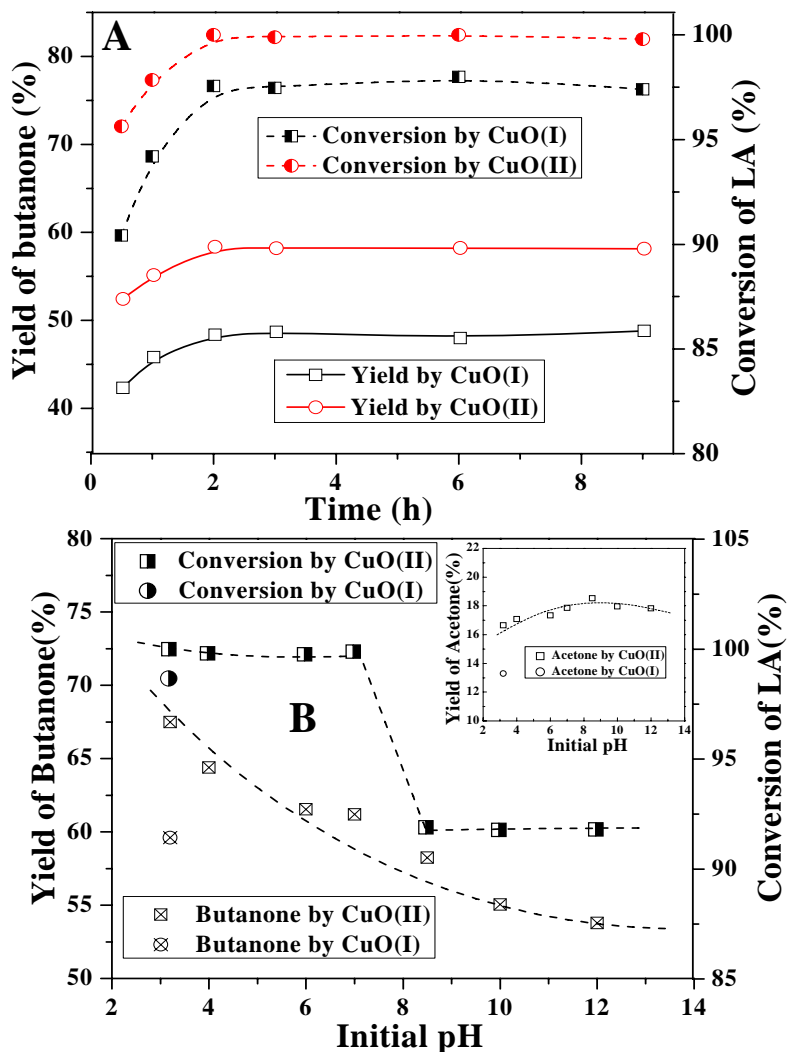 A
Yield of butanone (%)
80
70
60
50
40
100
95
90
85
80
Conversion of LA (%)
Conversion by CuO(I)
Conversion by CuO(II)
Yield by CuO(I)
Yield by CuO(II)
0
2
4
6
8
Time (h)
B
Yield of Butanone(%)
80
75
70
65
60
55
50
105
100
95
90
85
Conversion of LA(%)
Conversion by CuO(II)
Conversion by CuO(I)
Yield of Acetone(%)
22
20
18
16
14
12
10
Acetone by CuO(II)
Acetone by CuO(I)
2 4 6 8 10 12 14
Initial pH
Butanone by CuO(II)
Butanone by CuO(I)
2 4 6 8 10 12 14
Initial pH